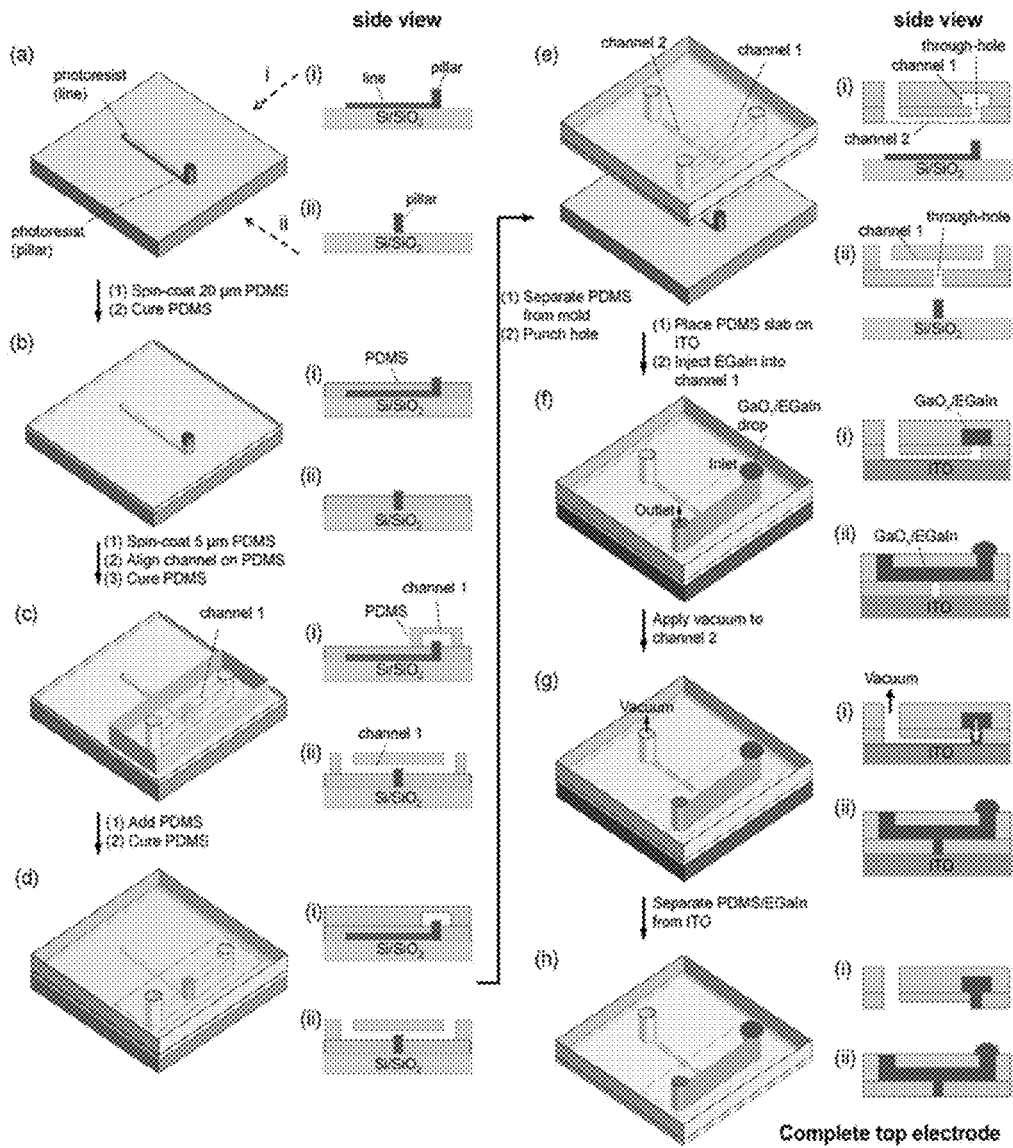 side view
(a)
photoresist
(line)
photoresist
(pillar)
i
ii
(i)
line
pillar
Si/SiO₂
(ii)
pillar
Si/SiO₂
(1) Spin-coat 20 µm PDMS
(2) Cure PDMS
(b)
(i)
PDMS
Si/SiO₂
(ii)
Si/SiO₂
(1) Spin-coat 5 µm PDMS
(2) Align channel on PDMS
(3) Cure PDMS
(c)
channel 1
(i)
PDMS
channel 1
Si/SiO₂
(ii)
channel 1
Si/SiO₂
(1) Add PDMS
(2) Cure PDMS
(d)
(i)
Si/SiO₂
(ii)
Si/SiO₂
(1) Separate PDMS
from mold
(2) Punch hole
side view
(e)
channel 2
channel 1
(i)
through-hole
channel 1
channel 2
Si/SiO₂
(ii)
through-hole
channel 1
Si/SiO₂
(1) Place PDMS slab on
ITO
(2) Inject EGaIn into
channel 1
(f)
GaOₓ/EGaIn
drop
Inlet
Outlet
(i)
GaOₓ/EGaIn
ITO
(ii)
GaOₓ/EGaIn
ITO
Apply vacuum to
channel 2
(g)
Vacuum
(i)
Vacuum
ITO
(ii)
ITO
Separate PDMS/EGaIn
from ITO
(h)
(i)
(ii)
Complete top electrode